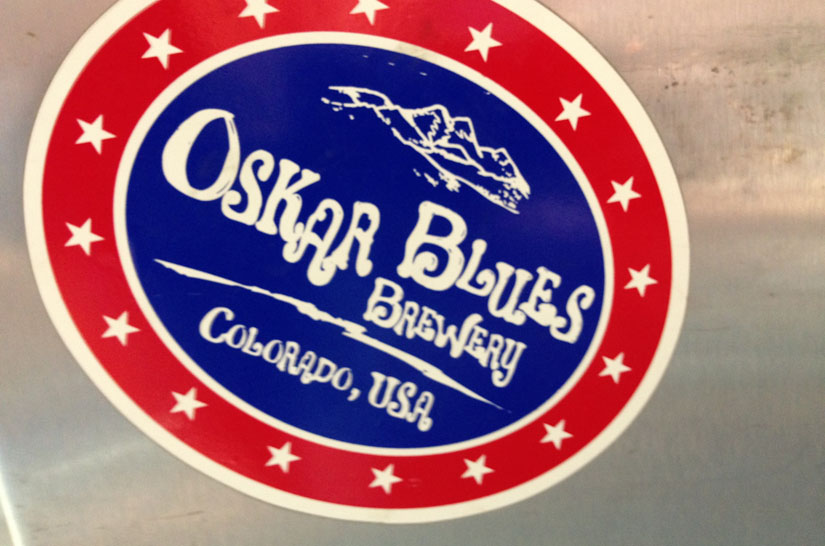 Oskar Blues
Brewery
Colorado, USA